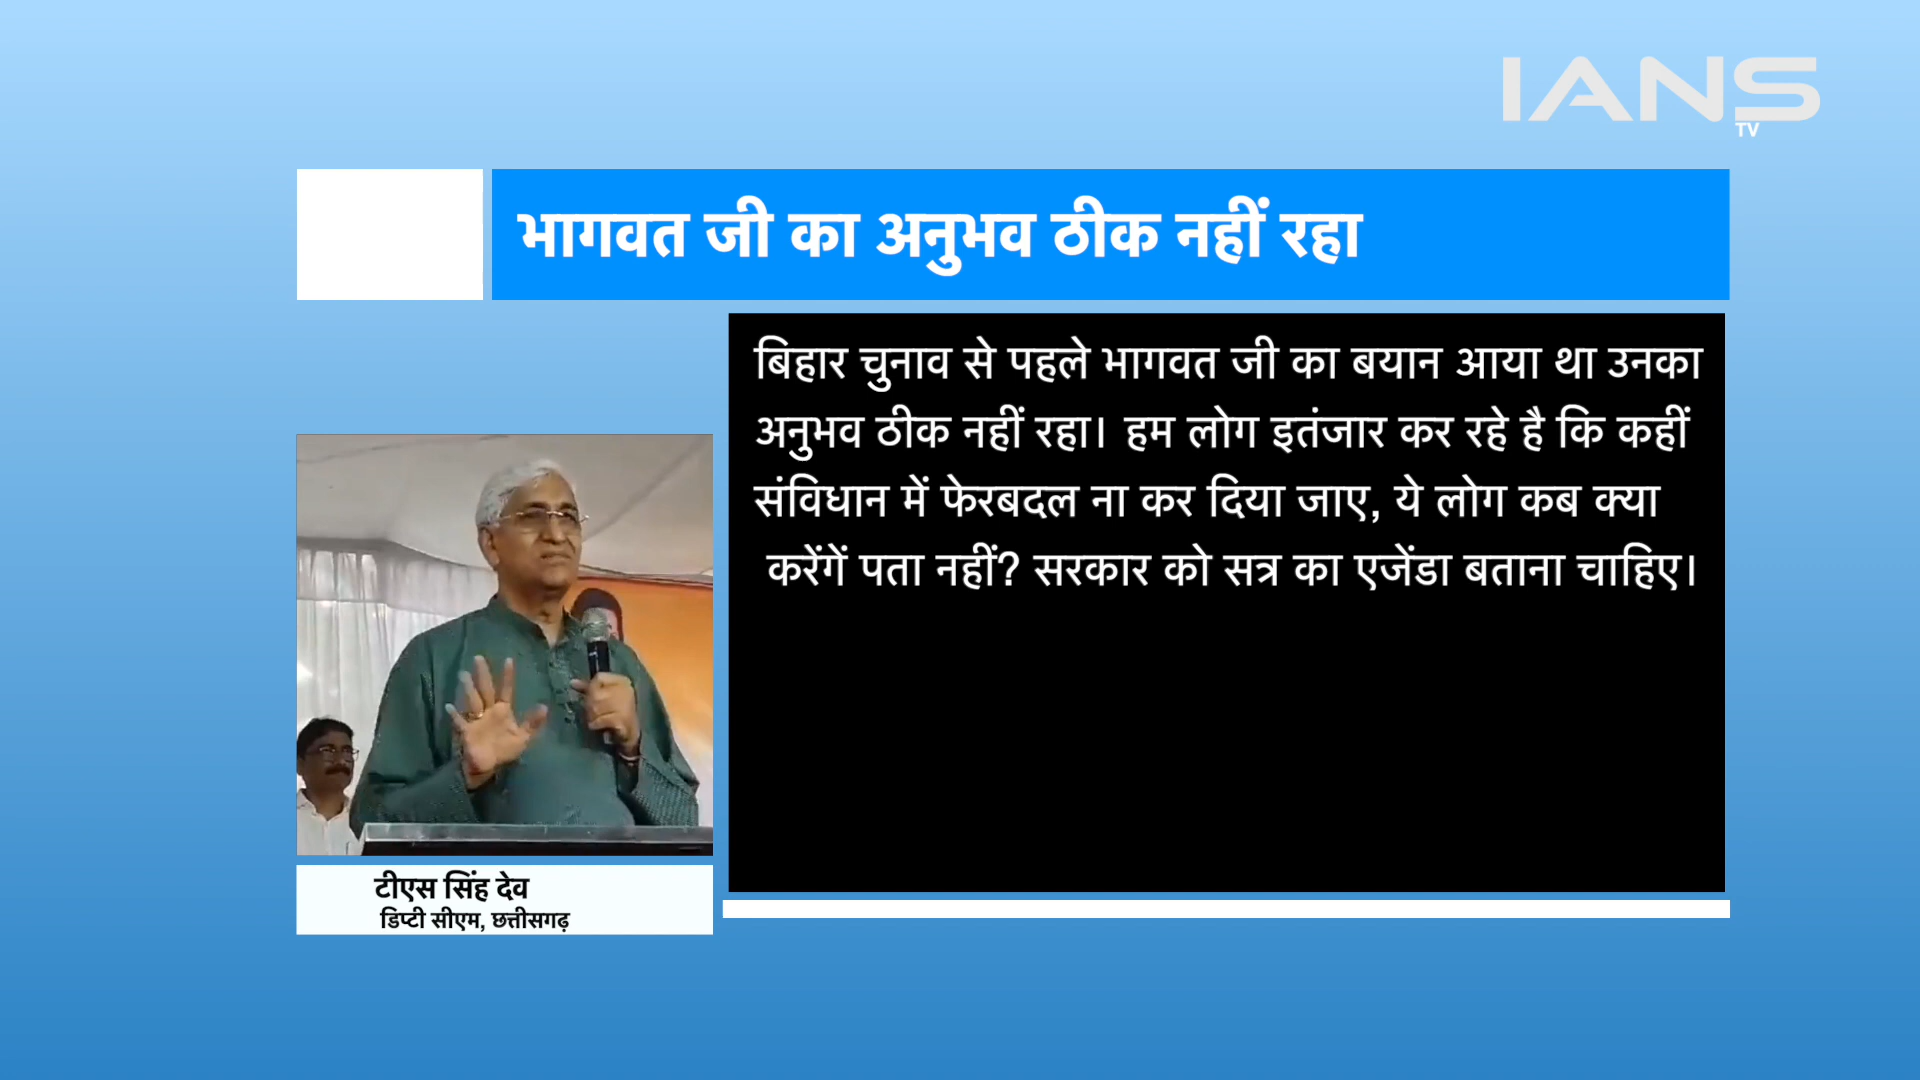 IANS
TV
भागवत जी का अनुभव ठीक नहीं रहा
बिहार चुनाव से पहले भागवत जी का बयान आया था उनका
अनुभव ठीक नहीं रहा। हम लोग इतंजार कर रहे है कि कहीं
संविधान में फेरबदल ना कर दिया जाए, ये लोग कब क्या
करेंगें पता नहीं? सरकार को सत्र का एजेंडा बताना चाहिए।
टीएस सिंह देव
डिप्टी सीएम, छत्तीसगढ़